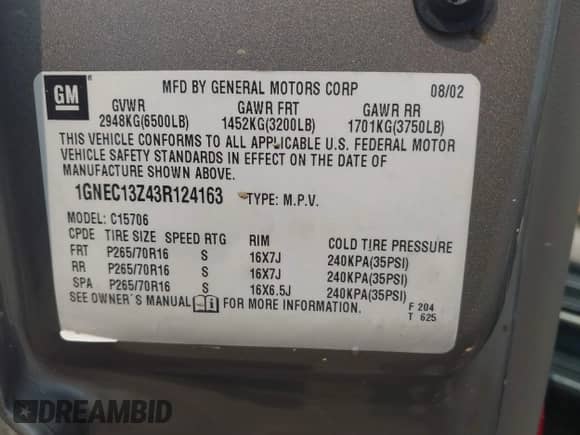 GM ®
MFD BY GENERAL MOTORS CORP 08/02
GVWR GAWR FRT GAWR RR
2948KG(6500LB) 1452KG(3200LB) 1701KG(3750LB)
THIS VEHICLE CONFORMS TO ALL APPLICABLE U.S. FEDERAL MOTOR
VEHICLE SAFETY STANDARDS IN EFFECT ON THE DATE OF
MANUFACTURE SHOWN ABOVE.
1GNEC13Z43R124163 TYPE: M.P.V.
MODEL: C15706
CPDE TIRE SIZE SPEED RTG RIM COLD TIRE PRESSURE
FRT P265/70R16 S 16X7J 240KPA(35PSI)
RR P265/70R16 S 16X7J 240KPA(35PSI)
SPA P265/70R16 S 16X6.5J 240KPA(35PSI)
SEE OWNER´S MANUAL FOR MORE INFORMATION.
F 204
T 625
DREAMBID